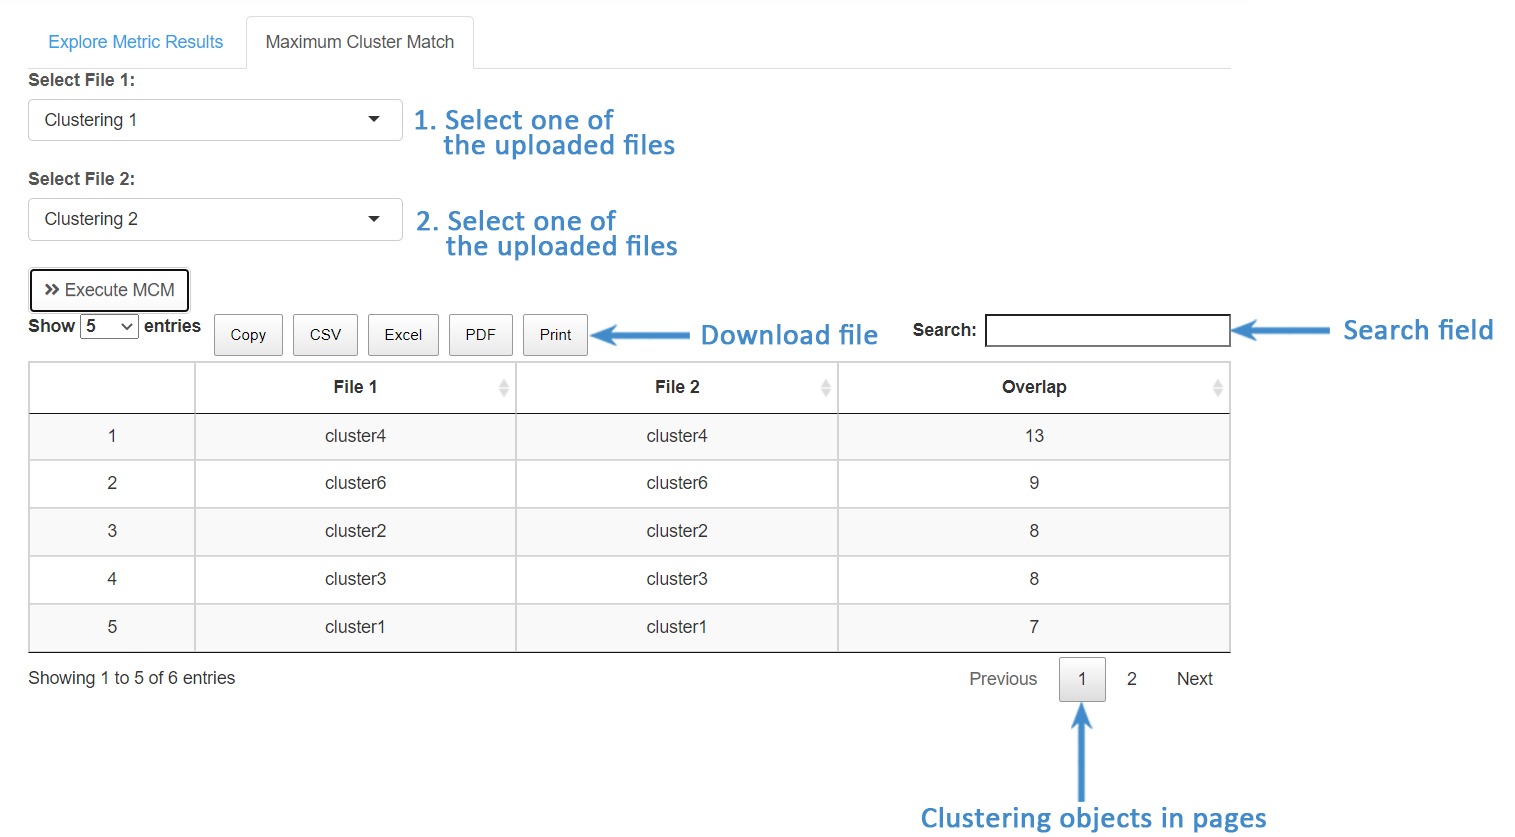 Explore Metric Results Maximum Cluster Match
Select File 1:
Clustering 1
1. Select one of
the uploaded files
Select File 2:
Clustering 2
2. Select one of
the uploaded files
Execute MCM
Show 5 entries Copy CSV Excel PDF Print Download file Search: Search field
File 1 File 2 Overlap
1 cluster4 cluster4 13
2 cluster6 cluster6 9
3 cluster2 cluster2 8
4 cluster3 cluster3 8
5 cluster1 cluster1 7
Showing 1 to 5 of 6 entries Previous 1 2 Next
Clustering objects in pages